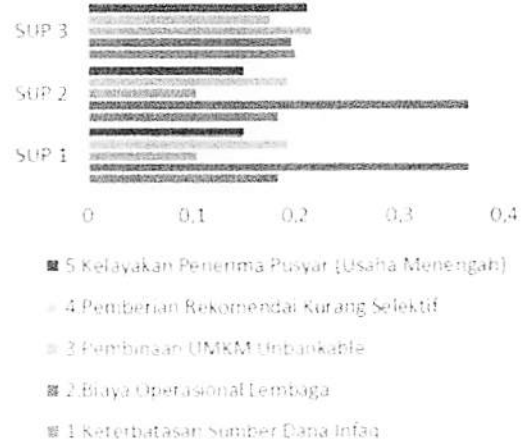 SUP 3
SUP 2
SUP 1
0 0,1 0,2 0,3 0,4
5.Kelayakan Penerima Pusyar (Usaha Menengah)
4.Pemberian Rekomendai Kurang Selektif
3.Pembinaan UMKM Unbankable
2.Biaya Operasional Lembaga
1.Keterbatasan Sumber Dana Infaq